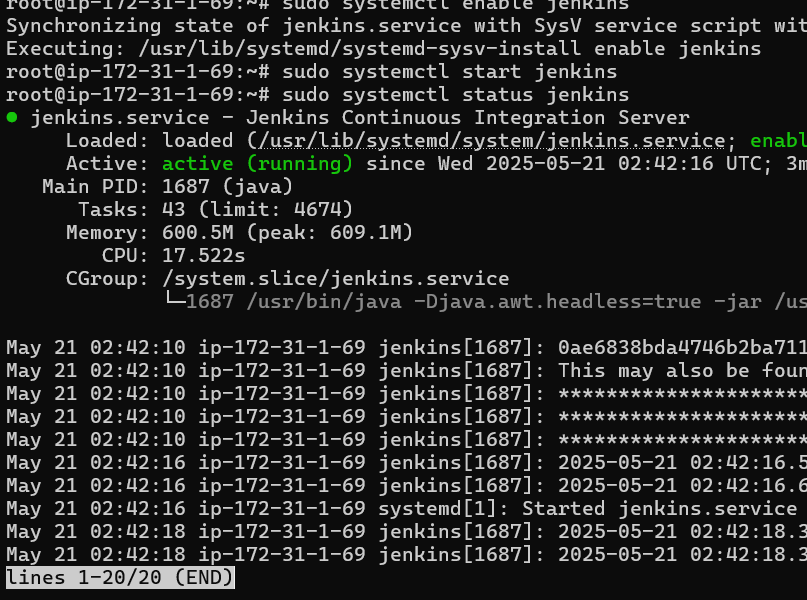 root@ip-172-31-1-69:~# sudo systemctl enable jenkins
Synchronizing state of jenkins.service with SysV service script wit
Executing: /usr/lib/systemd/systemd-sysv-install enable jenkins
root@ip-172-31-1-69:~# sudo systemctl start jenkins
root@ip-172-31-1-69:~# sudo systemctl status jenkins
● jenkins.service - Jenkins Continuous Integration Server
     Loaded: loaded (/usr/lib/systemd/system/jenkins.service; enabl
     Active: active (running) since Wed 2025-05-21 02:42:16 UTC; 3m
   Main PID: 1687 (java)
      Tasks: 43 (limit: 4674)
     Memory: 600.5M (peak: 609.1M)
        CPU: 17.522s
     CGroup: /system.slice/jenkins.service
             └─1687 /usr/bin/java -Djava.awt.headless=true -jar /us
May 21 02:42:10 ip-172-31-1-69 jenkins[1687]: 0ae6838bda4746b2ba711
May 21 02:42:10 ip-172-31-1-69 jenkins[1687]: This may also be foun
May 21 02:42:10 ip-172-31-1-69 jenkins[1687]: *********************
May 21 02:42:10 ip-172-31-1-69 jenkins[1687]: *********************
May 21 02:42:10 ip-172-31-1-69 jenkins[1687]: *********************
May 21 02:42:16 ip-172-31-1-69 jenkins[1687]: 2025-05-21 02:42:16.5
May 21 02:42:16 ip-172-31-1-69 jenkins[1687]: 2025-05-21 02:42:16.6
May 21 02:42:16 ip-172-31-1-69 systemd[1]: Started jenkins.service
May 21 02:42:18 ip-172-31-1-69 jenkins[1687]: 2025-05-21 02:42:18.3
May 21 02:42:18 ip-172-31-1-69 jenkins[1687]: 2025-05-21 02:42:18.3
lines 1-20/20 (END)